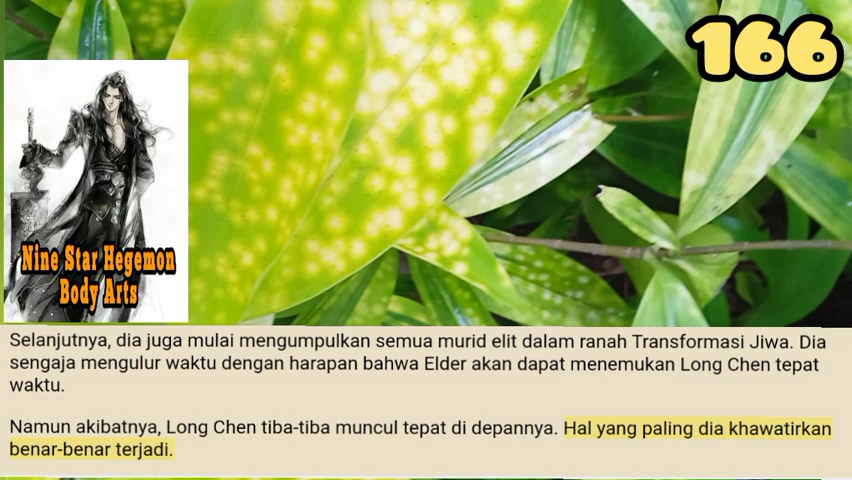 166
Nine Star Hegemon
Body Arts
Selanjutnya, dia juga mulai mengumpulkan semua murid elit dalam ranah Transformasi Jiwa. Dia
sengaja mengulur waktu dengan harapan bahwa Elder akan dapat menemukan Long Chen tepat
waktu.
Namun akibatnya, Long Chen tiba-tiba muncul tepat di depannya. Hal yang paling dia khawatirkan
benar-benar terjadi.